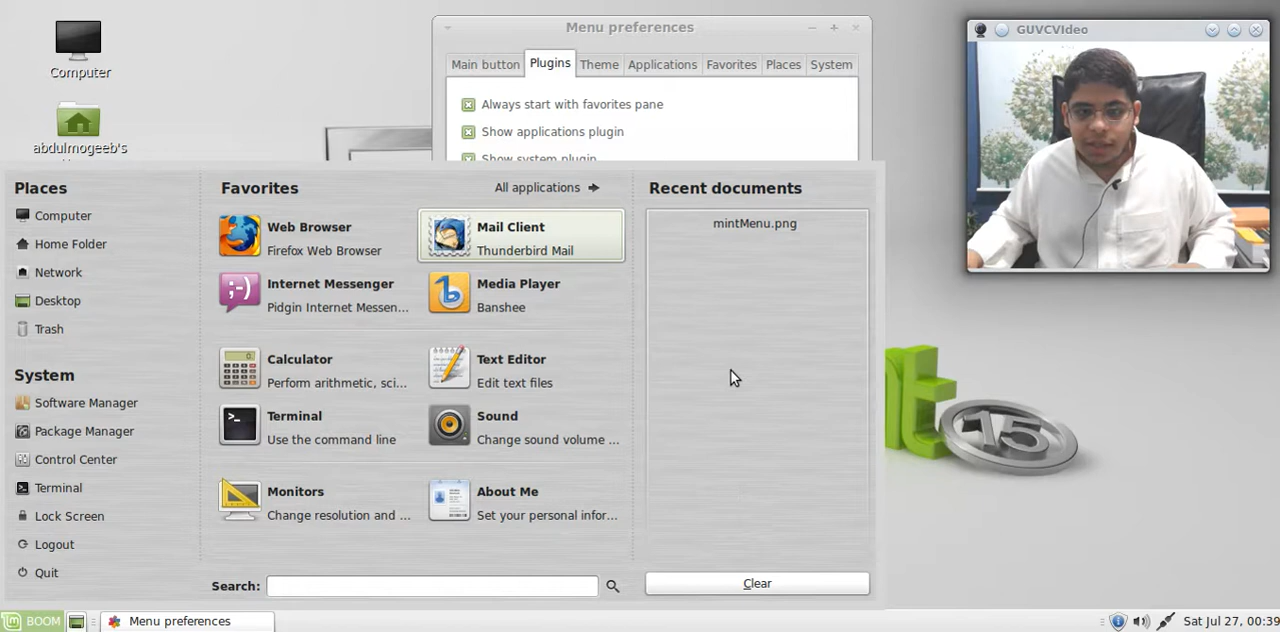 Computer
abdulmogeeb's
Menu preferences
Main button Plugins Theme Applications Favorites Places System
Always start with favorites pane
Show applications plugin
Show system plugin
GUVCVIdeo
Places
Computer
Home Folder
Network
Desktop
Trash
System
Software Manager
Package Manager
Control Center
Terminal
Lock Screen
Logout
Quit
Favorites
All applications
Web Browser
Firefox Web Browser
Mail Client
Thunderbird Mail
Internet Messenger
Pidgin Internet Messen...
Media Player
Banshee
Calculator
Perform arithmetic, sci...
Text Editor
Edit text files
Terminal
Use the command line
Sound
Change sound volume ...
Monitors
Change resolution and ...
About Me
Set your personal infor...
Search:
Recent documents
mintMenu.png
Clear
t
15
BOOM
Menu preferences
Sat Jul 27, 00:39